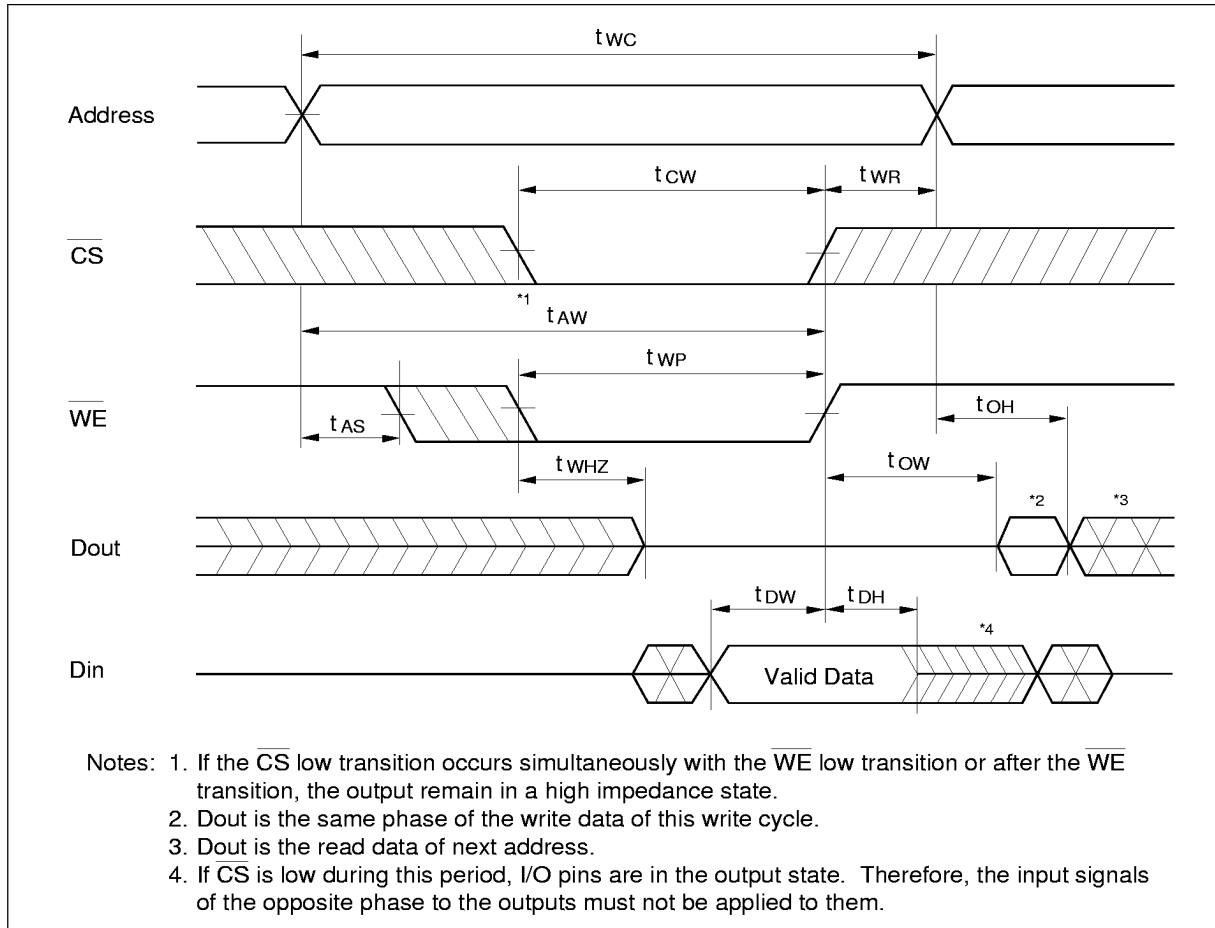 tWC
Address
tCW
tWR
CS
*1
tAW
tWP
WE
tAS
tOH
tWHZ
tOW
*2
*3
Dout
tDW
tDH
*4
Din
Valid Data
Notes: 1. If the CS low transition occurs simultaneously with the WE low transition or after the WE
transition, the output remain in a high impedance state.
2. Dout is the same phase of the write data of this write cycle.
3. Dout is the read data of next address.
4. If CS is low during this period, I/O pins are in the output state. Therefore, the input signals
of the opposite phase to the outputs must not be applied to them.